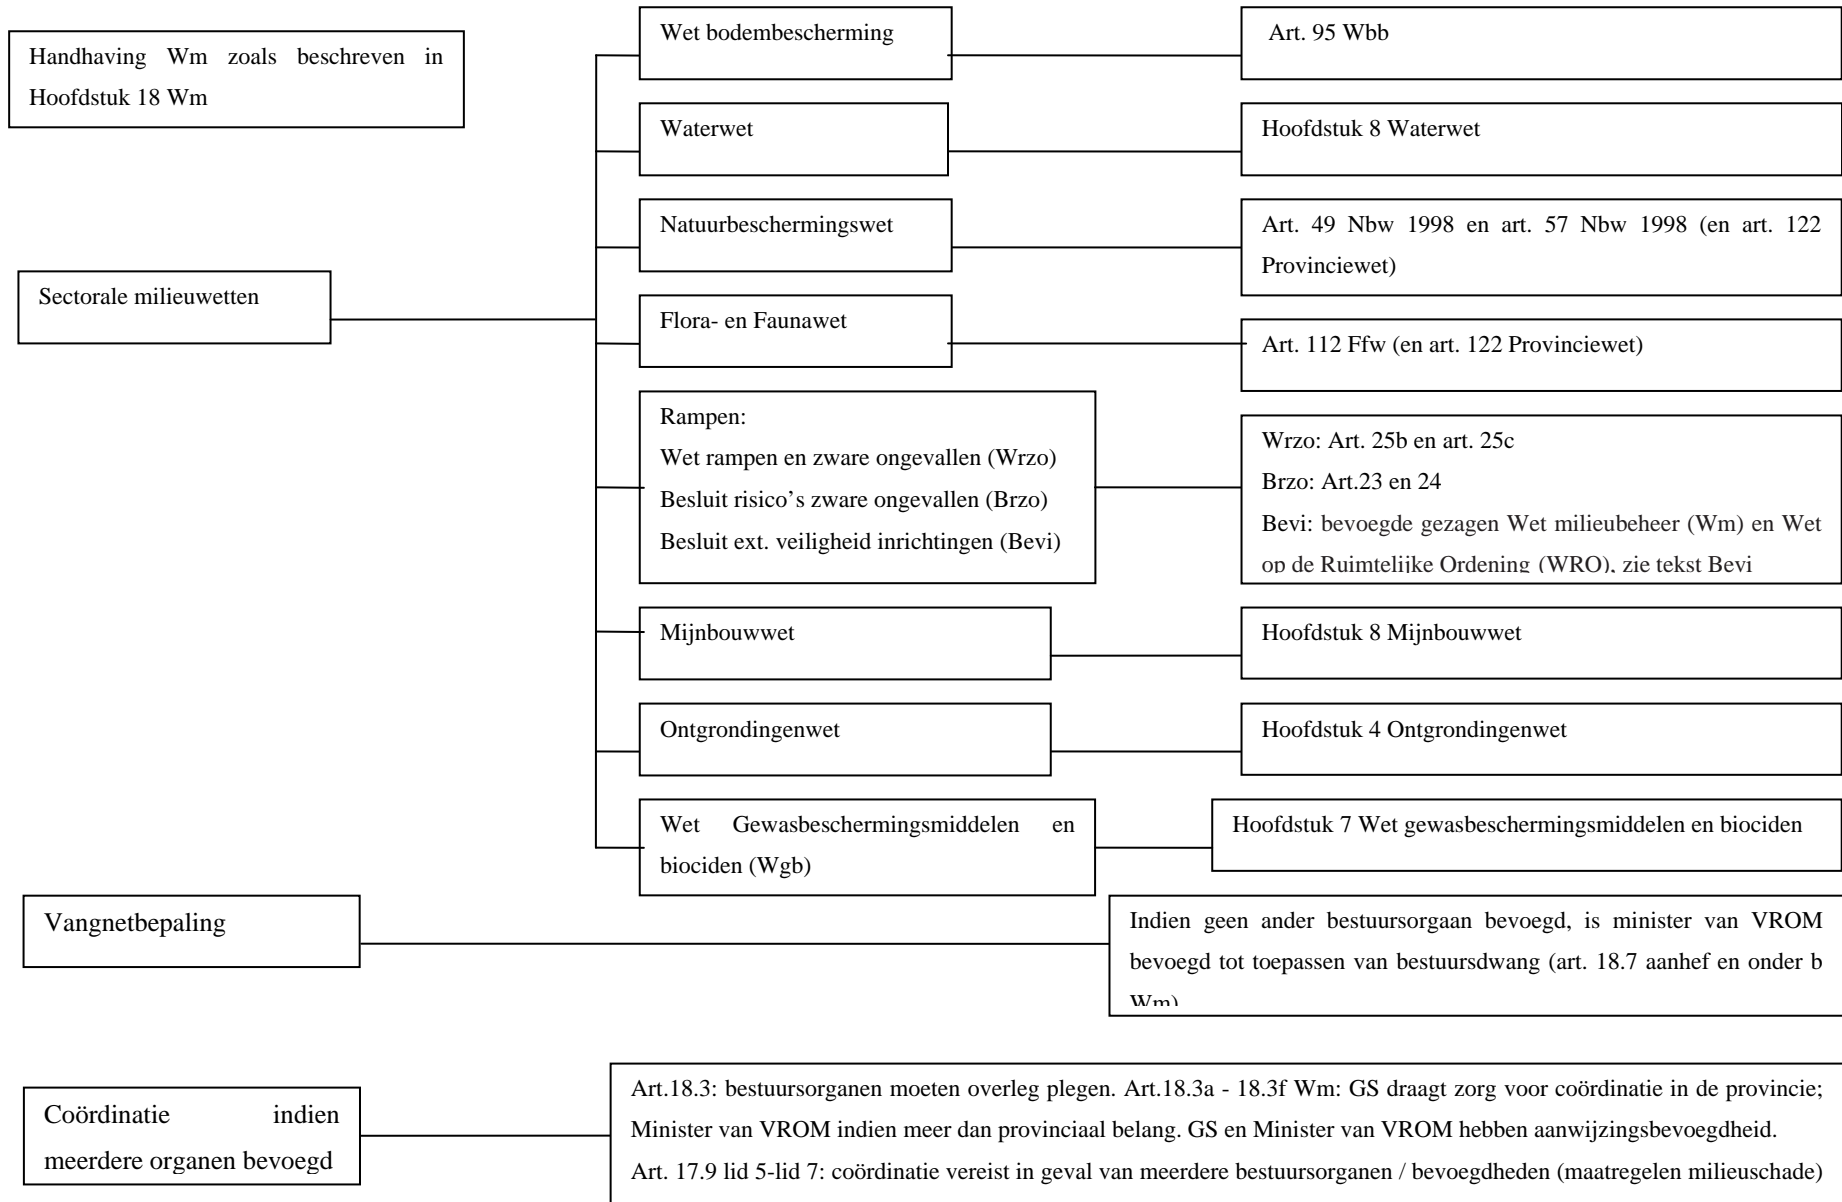 Handhaving Wm zoals beschreven in
Hoofdstuk 18 Wm
Sectorale milieuwetten
Wet bodembescherming
Art. 95 Wbb
Waterwet
Hoofdstuk 8 Waterwet
Natuurbeschermingswet
Art. 49 Nbw 1998 en art. 57 Nbw 1998 (en art. 122
Provinciewet)
Flora- en Faunawet
Art. 112 Ffw (en art. 122 Provinciewet)
Rampen:
Wet rampen en zware ongevallen (Wrzo)
Besluit risico’s zware ongevallen (Brzo)
Besluit ext. veiligheid inrichtingen (Bevi)
Wrzo: Art. 25b en art. 25c
Brzo: Art.23 en 24
Bevi: bevoegde gezagen Wet milieubeheer (Wm) en Wet
op de Ruimtelijke Ordening (WRO), zie tekst Bevi
Mijnbouwwet
Hoofdstuk 8 Mijnbouwwet
Ontgrondingenwet
Hoofdstuk 4 Ontgrondingenwet
Wet Gewasbeschermingsmiddelen en
biociden (Wgb)
Hoofdstuk 7 Wet gewasbeschermingsmiddelen en biociden
Vangnetbepaling
Indien geen ander bestuursorgaan bevoegd, is minister van VROM
bevoegd tot toepassen van bestuursdwang (art. 18.7 aanhef en onder b
Wm)
Coördinatie indien
meerdere organen bevoegd
Art.18.3: bestuursorganen moeten overleg plegen. Art.18.3a - 18.3f Wm: GS draagt zorg voor coördinatie in de provincie;
Minister van VROM indien meer dan provinciaal belang. GS en Minister van VROM hebben aanwijzingsbevoegdheid.
Art. 17.9 lid 5-lid 7: coördinatie vereist in geval van meerdere bestuursorganen / bevoegdheden (maatregelen milieuschade)